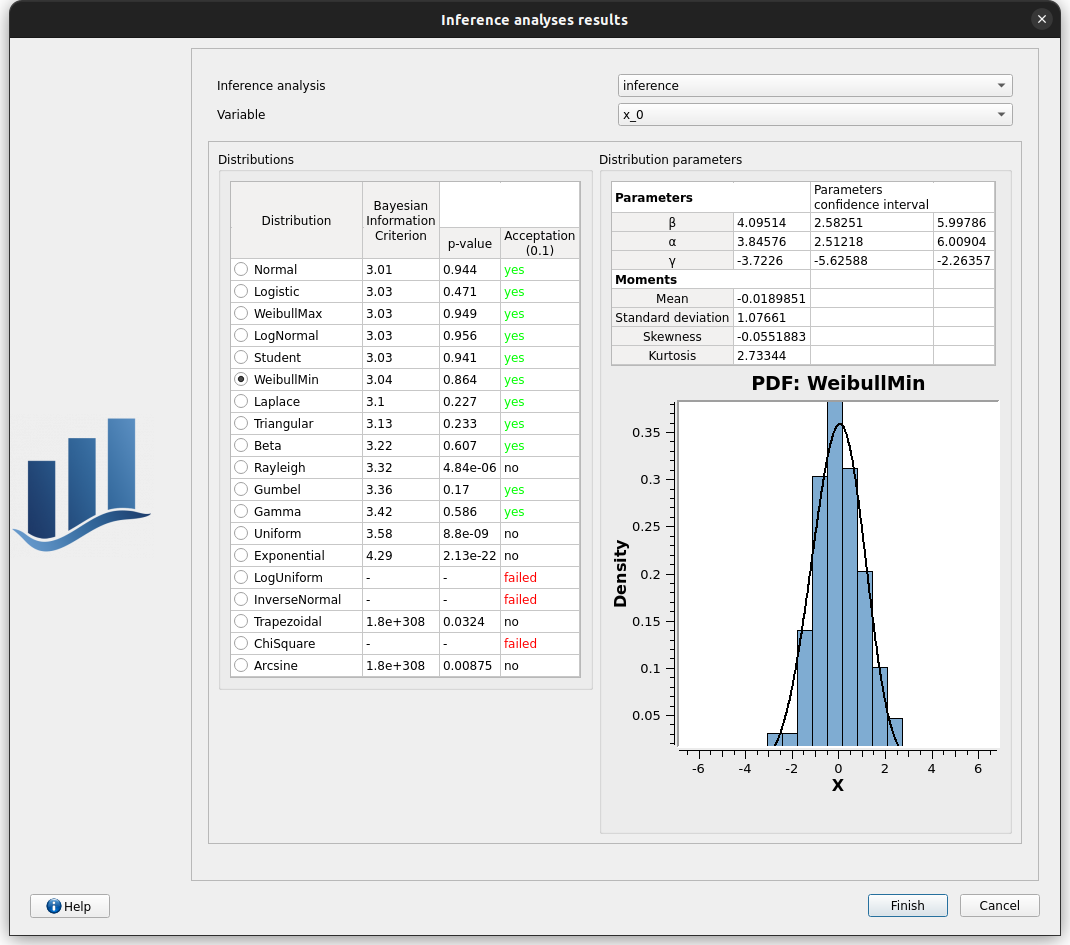 Inference analyses results
Inference analysis
inference
Variable
x_0
Distributions
Distribution Bayesian Information Criterion p-value Acceptation (0.1)
Normal 3.01 0.944 yes
Logistic 3.03 0.471 yes
WeibullMax 3.03 0.949 yes
LogNormal 3.03 0.956 yes
Student 3.03 0.941 yes
WeibullMin 3.04 0.864 yes
Laplace 3.1 0.227 yes
Triangular 3.13 0.233 yes
Beta 3.22 0.607 yes
Rayleigh 3.32 4.84e-06 no
Gumbel 3.36 0.17 yes
Gamma 3.42 0.586 yes
Uniform 3.58 8.8e-09 no
Exponential 4.29 2.13e-22 no
LogUniform - - failed
InverseNormal - - failed
Trapezoidal 1.8e+308 0.0324 no
ChiSquare - - failed
Arcsine 1.8e+308 0.00875 no
Distribution parameters
Parameters Parameters confidence interval
β 4.09514 2.58251 5.99786
α 3.84576 2.51218 6.00904
γ -3.7226 -5.62588 -2.26357
Moments
Mean -0.0189851
Standard deviation 1.07661
Skewness -0.0551883
Kurtosis 2.73344
PDF: WeibullMin
Density
0.35
0.3
0.25
0.2
0.15
0.1
0.05
-6 -4 -2 0 2 4 6
X
Help
Finish
Cancel